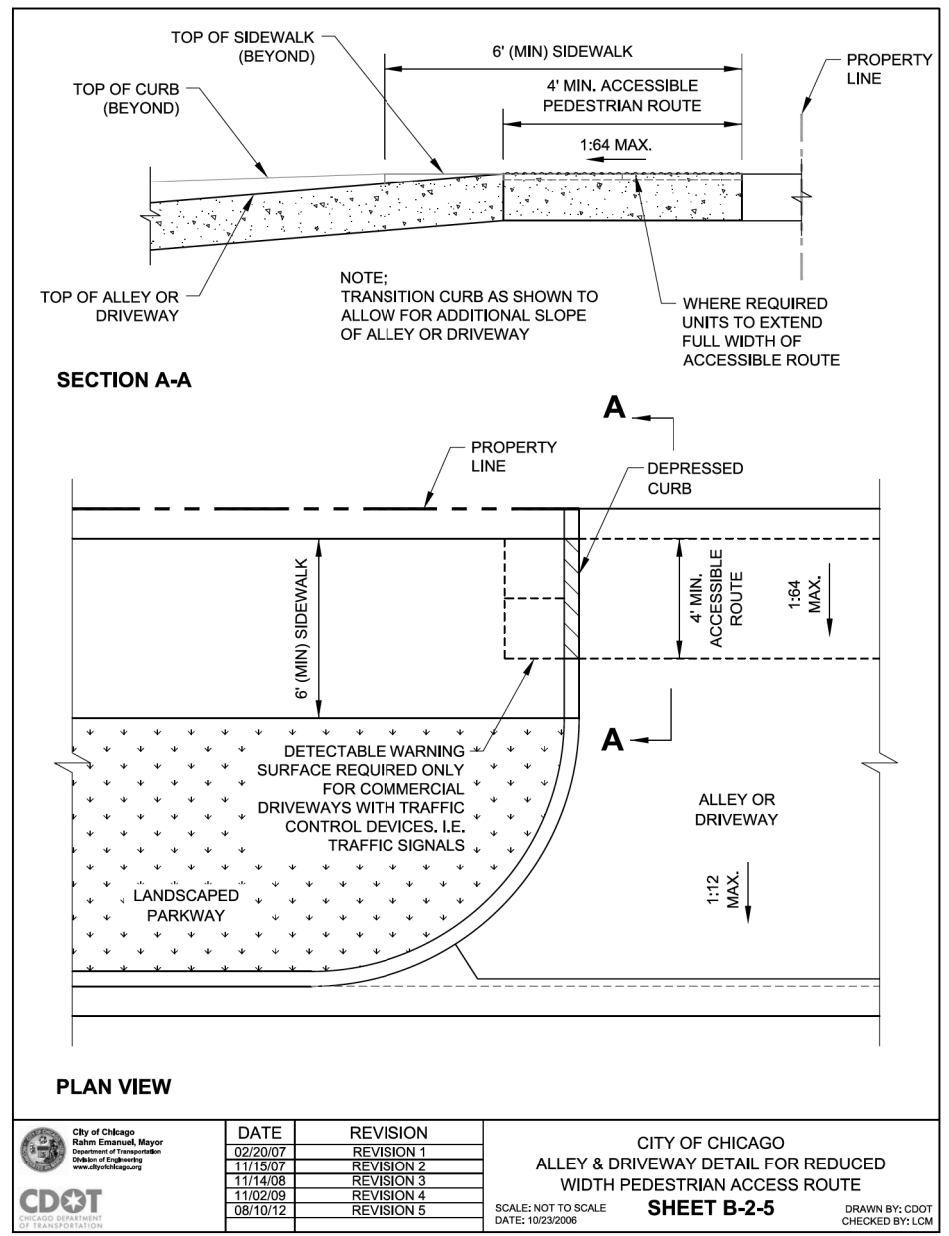 TOP OF SIDEWALK
(BEYOND)
6' (MIN) SIDEWALK
PROPERTY
LINE
TOP OF CURB
(BEYOND)
4' MIN. ACCESSIBLE
PEDESTRIAN ROUTE
1:64 MAX.
TOP OF ALLEY OR
DRIVEWAY
NOTE;
TRANSITION CURB AS SHOWN TO
ALLOW FOR ADDITIONAL SLOPE
OF ALLEY OR DRIVEWAY
WHERE REQUIRED
UNITS TO EXTEND
FULL WIDTH OF
ACCESSIBLE ROUTE
SECTION A-A
A
PROPERTY
LINE
DEPRESSED
CURB
6' (MIN) SIDEWALK
4' MIN.
ACCESSIBLE
ROUTE
1:64
MAX.
A
DETECTABLE WARNING
SURFACE REQUIRED ONLY
FOR COMMERCIAL
DRIVEWAYS WITH TRAFFIC
CONTROL DEVICES. I.E.
TRAFFIC SIGNALS
ALLEY OR
DRIVEWAY
LANDSCAPED
PARKWAY
1:12
MAX.
PLAN VIEW
City of Chicago
Rahm Emanuel, Mayor
Department of Transportation
Division of Engineering
www.cityofchicago.org
CDOT
CHICAGO DEPARTMENT
OF TRANSPORTATION
DATE REVISION
02/20/07 REVISION 1
11/15/07 REVISION 2
11/14/08 REVISION 3
11/02/09 REVISION 4
08/10/12 REVISION 5
CITY OF CHICAGO
ALLEY & DRIVEWAY DETAIL FOR REDUCED
WIDTH PEDESTRIAN ACCESS ROUTE
SCALE: NOT TO SCALE
DATE: 10/23/2006
SHEET B-2-5
DRAWN BY: CDOT
CHECKED BY: LCM